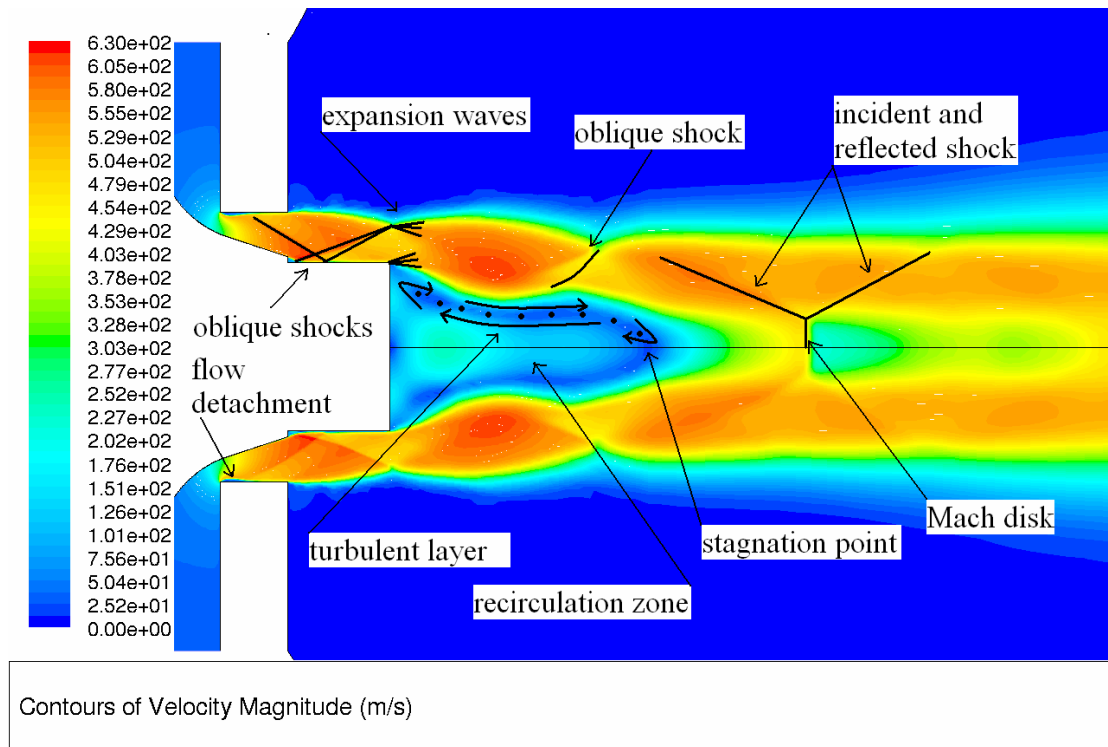 6.30e+02
6.05e+02
5.80e+02
5.55e+02
5.29e+02
5.04e+02
4.79e+02
4.54e+02
4.29e+02
4.03e+02
3.78e+02
3.53e+02
3.28e+02
3.03e+02
2.77e+02
2.52e+02
2.27e+02
2.02e+02
1.76e+02
1.51e+02
1.26e+02
1.01e+02
7.56e+01
5.04e+01
2.52e+01
0.00e+00
expansion waves
oblique shock
incident and
reflected shock
oblique shocks
flow
detachment
turbulent layer
recirculation zone
stagnation point
Mach disk
Contours of Velocity Magnitude (m/s)